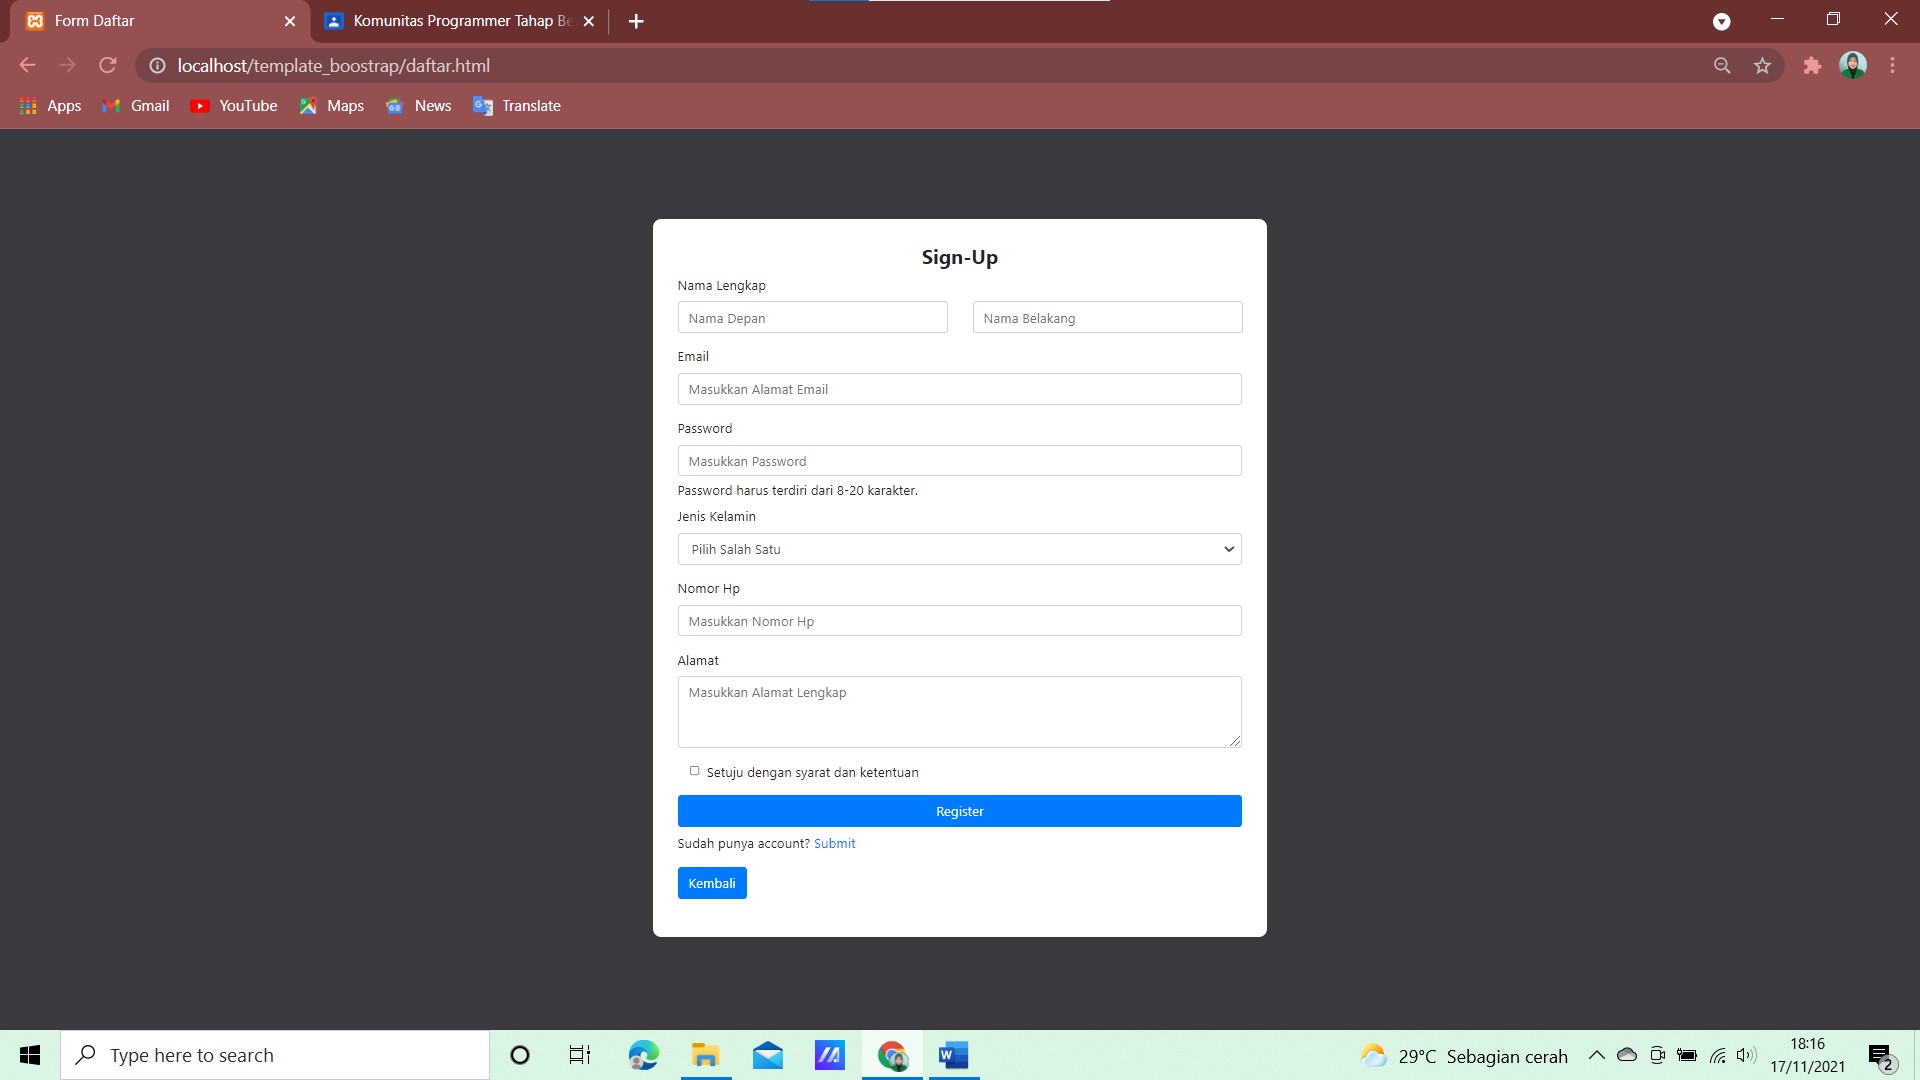 Form Daftar
Komunitas Programmer Tahap Be
localhost/template_boostrap/daftar.html
Apps Gmail YouTube Maps News Translate
Sign-Up
Nama Lengkap
Nama Depan Nama Belakang
Email
Masukkan Alamat Email
Password
Masukkan Password
Password harus terdiri dari 8-20 karakter.
Jenis Kelamin
Pilih Salah Satu
Nomor Hp
Masukkan Nomor Hp
Alamat
Masukkan Alamat Lengkap
Setuju dengan syarat dan ketentuan
Register
Sudah punya account? Submit
Kembali
Type here to search
29°C Sebagian cerah
18:16
17/11/2021
2